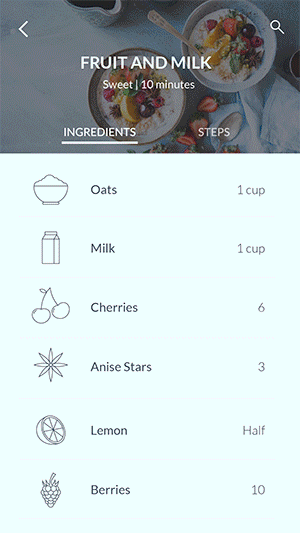 FRUIT AND MILK
Sweet | 10 minutes
INGREDIENTS STEPS
Oats 1 cup
Milk 1 cup
Cherries 6
Anise Stars 3
Lemon Half
Berries 10